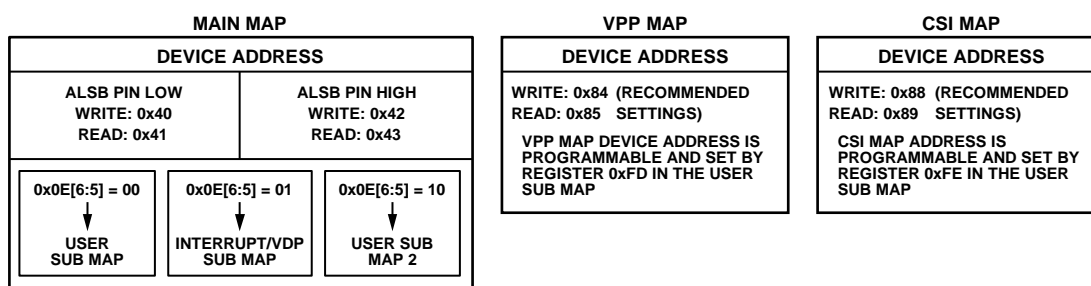 MAIN MAP
DEVICE ADDRESS
ALSB PIN LOW
WRITE: 0x40
READ: 0x41
ALSB PIN HIGH
WRITE: 0x42
READ: 0x43
0x0E[6:5] = 00
USER
SUB MAP
0x0E[6:5] = 01
INTERRUPT/VDP
SUB MAP
0x0E[6:5] = 10
USER SUB
MAP 2
VPP MAP
DEVICE ADDRESS
WRITE: 0x84 (RECOMMENDED
READ: 0x85 SETTINGS)
VPP MAP DEVICE ADDRESS IS
PROGRAMMABLE AND SET BY
REGISTER 0xFD IN THE USER
SUB MAP
CSI MAP
DEVICE ADDRESS
WRITE: 0x88 (RECOMMENDED
READ: 0x89 SETTINGS)
CSI MAP ADDRESS IS
PROGRAMMABLE AND SET BY
REGISTER 0xFE IN THE USER
SUB MAP